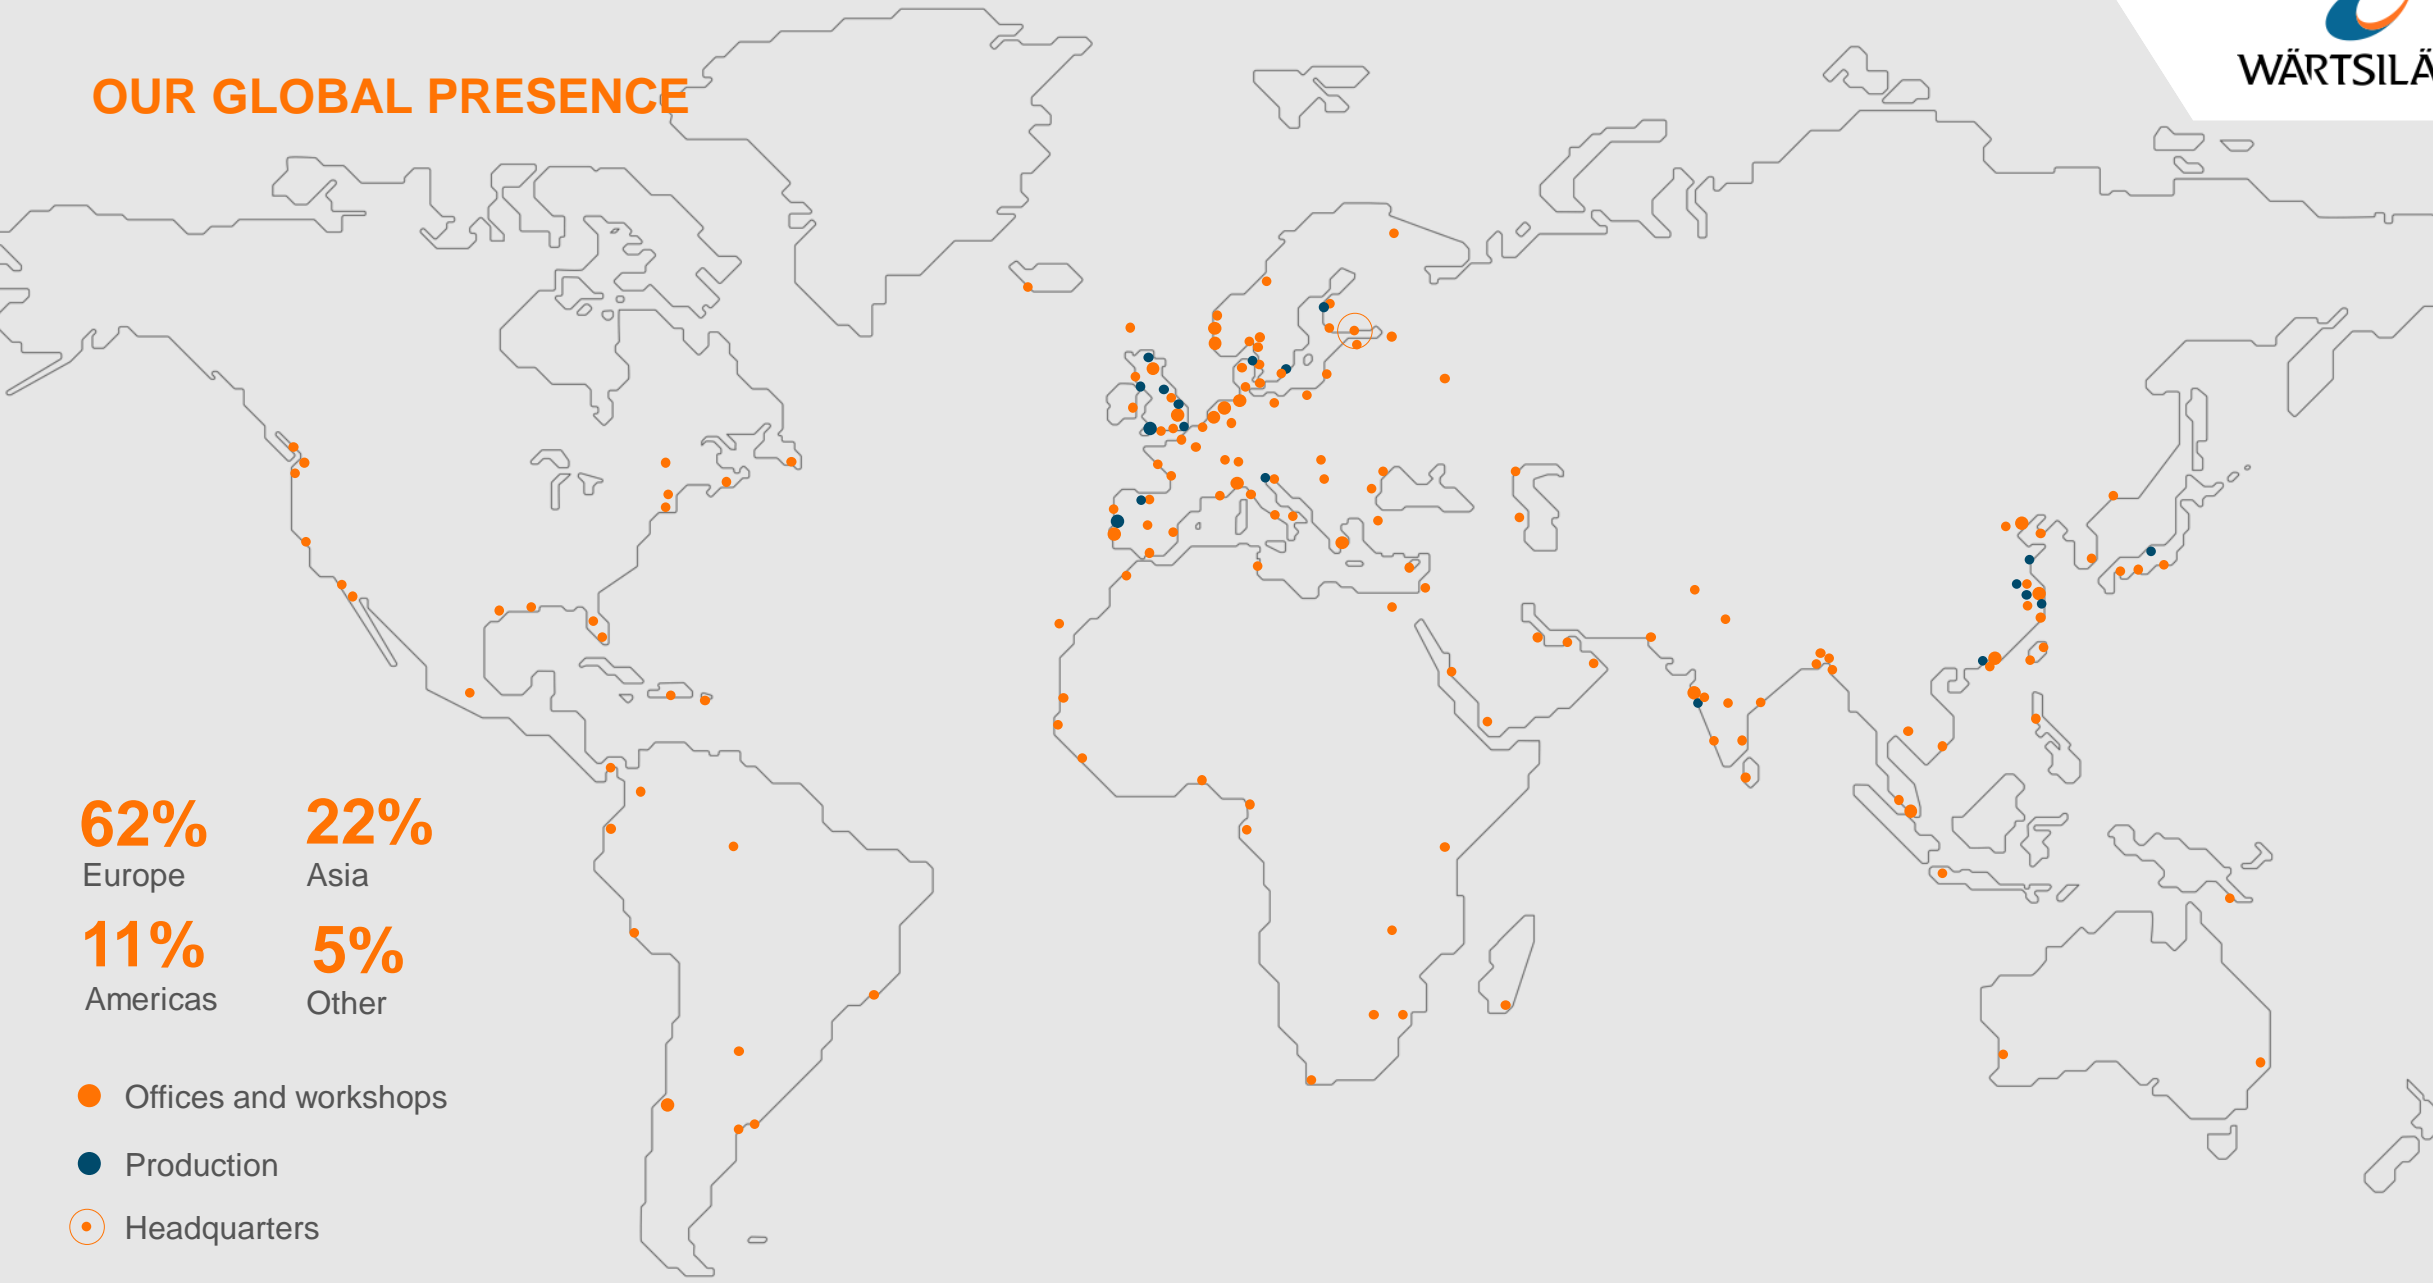 OUR GLOBAL PRESENCE
WÄRTSILÄ
62%
Europe
22%
Asia
11%
Americas
5%
Other
Offices and workshops
Production
Headquarters